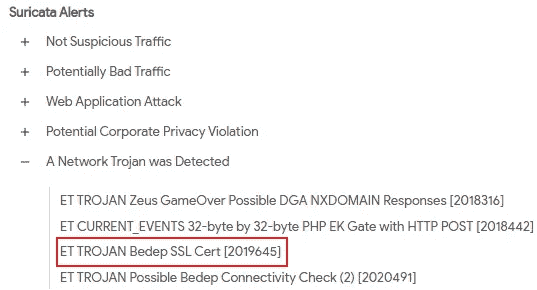 Suricata Alerts
+ Not Suspicious Traffic
+ Potentially Bad Traffic
+ Web Application Attack
+ Potential Corporate Privacy Violation
− A Network Trojan was Detected
ET TROJAN Zeus GameOver Possible DGA NXDOMAIN Responses [2018316]
ET CURRENT_EVENTS 32-byte by 32-byte PHP EK Gate with HTTP POST [2018442]
ET TROJAN Bedep SSL Cert [2019645]
ET TROJAN Possible Bedep Connectivity Check (2) [2020491]